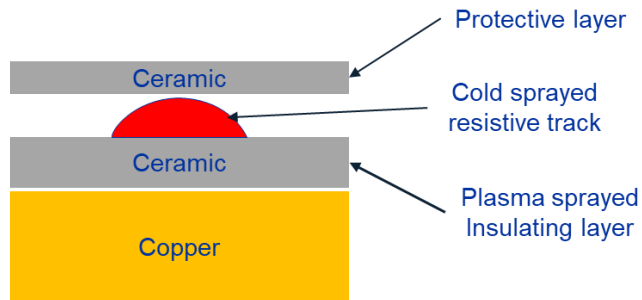 Protective layer
Ceramic
Cold sprayed
resistive track
Ceramic
Plasma sprayed
Insulating layer
Copper